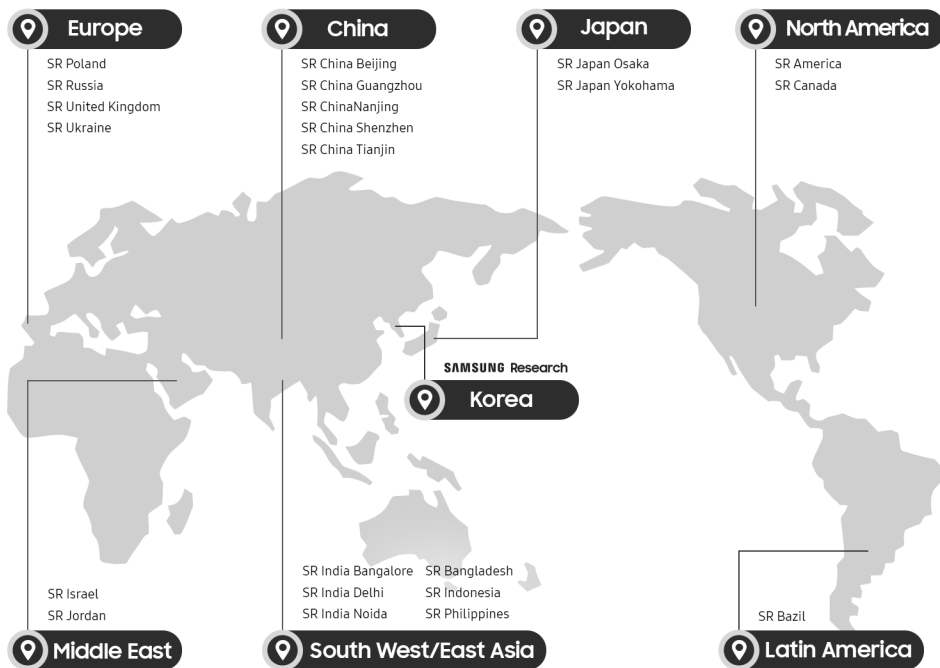 Europe
SR Poland
SR Russia
SR United Kingdom
SR Ukraine
China
SR China Beijing
SR China Guangzhou
SR ChinaNanjing
SR China Shenzhen
SR China Tianjin
Japan
SR Japan Osaka
SR Japan Yokohama
North America
SR America
SR Canada
SAMSUNG Research
Korea
SR Israel
SR Jordan
Middle East
SR India Bangalore SR Bangladesh
SR India Delhi SR Indonesia
SR India Noida SR Philippines
South West/East Asia
SR Bazil
Latin America